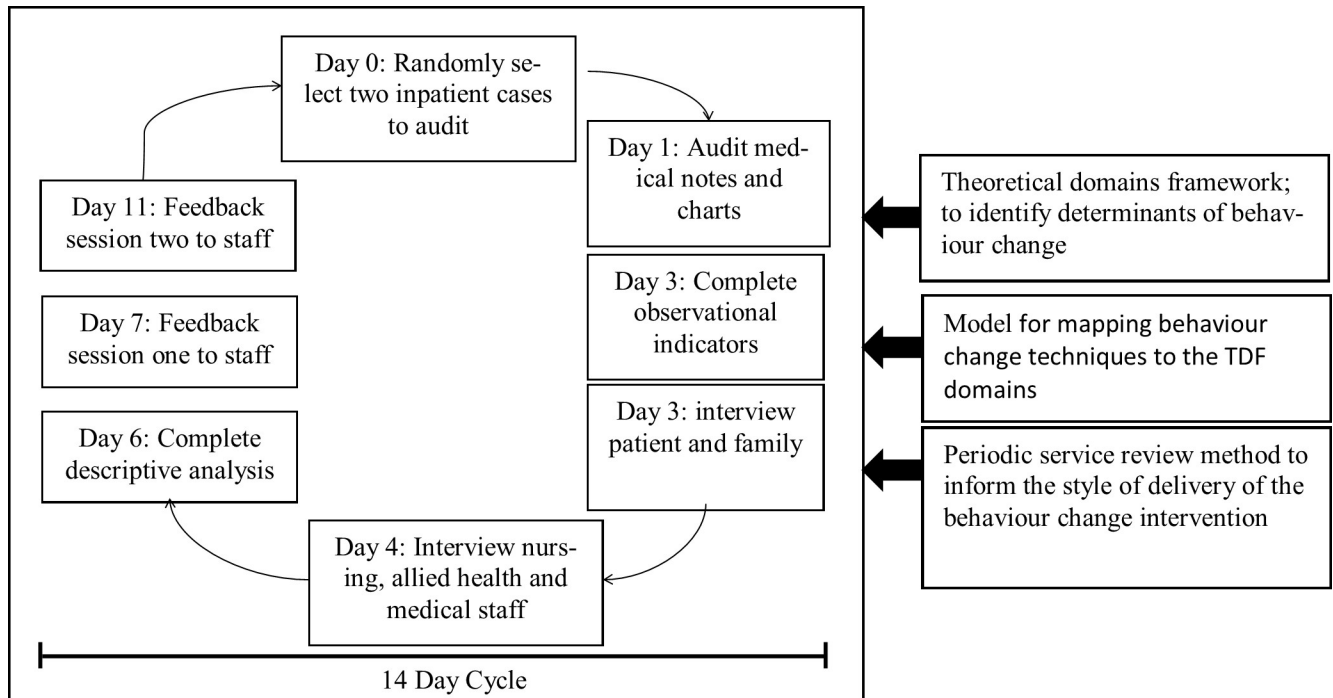 Day 0: Randomly se-
lect two inpatient cases
to audit
Day 1: Audit med-
ical notes and
charts
Day 3: Complete
observational
indicators
Day 3: interview
patient and family
Day 4: Interview nurs-
ing, allied health and
medical staff
Day 6: Complete
descriptive analysis
Day 7: Feedback
session one to staff
Day 11: Feedback
session two to staff
14 Day Cycle
Theoretical domains framework;
to identify determinants of behav-
iour change
Model for mapping behaviour
change techniques to the TDF
domains
Periodic service review method to
inform the style of delivery of the
behaviour change intervention